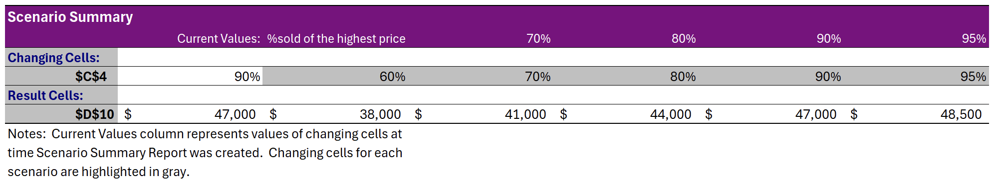 Scenario Summary
Current Values: %sold of the highest price 70% 80% 90% 95%
Changing Cells:
$C$4 90% 60% 70% 80% 90% 95%
Result Cells:
$D$10 $ 47,000 $ 38,000 $ 41,000 $ 44,000 $ 47,000 $ 48,500
Notes:  Current Values column represents values of changing cells at
time Scenario Summary Report was created.  Changing cells for each
scenario are highlighted in gray.